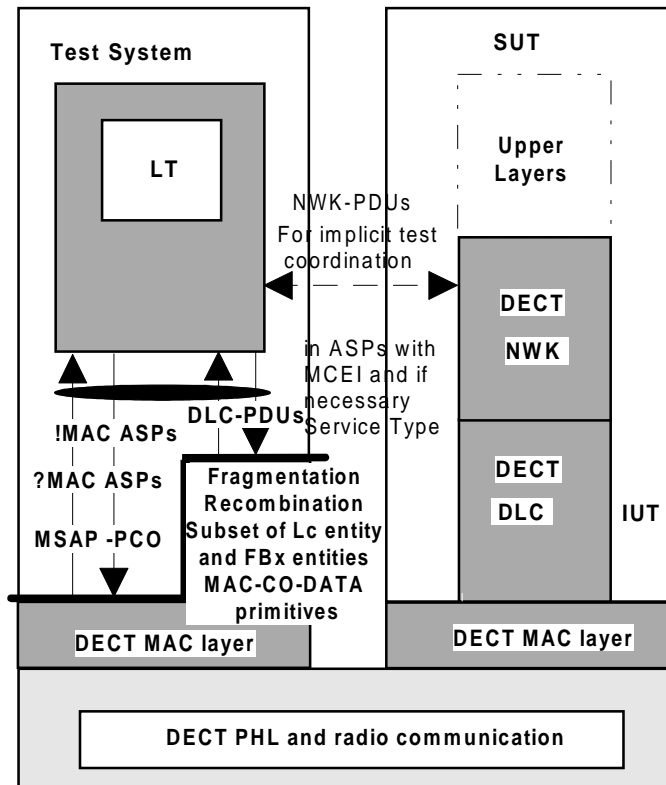 Test System
LT
SUT
Upper
Layers
NWK-PDUs
For implicit test
coordination
DECT
NWK
in ASPs with
MCEI and if
necessary
Service Type
DLC-PDUs
!MAC ASPs
?MAC ASPs
MSAP -PCO
Fragmentation
Recombination
Subset of Lc entity
and FBx entities
MAC-CO-DATA
primitives
DECT
DLC
IUT
DECT MAC layer
DECT MAC layer
DECT PHL and radio communication